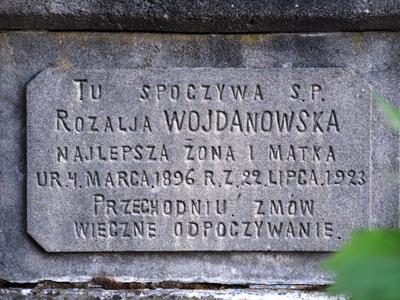 TU SPOCZYWA S.P.
ROZALJA WOJDANOWSKA
NAJLEPSZA ŻONA I MATKA
UR.4. MARCA,1896 R.Z,22.LIPCA,1923
PRZECHODNIU! ZMÓW
WIECZNE ODPOCZYWANIE.